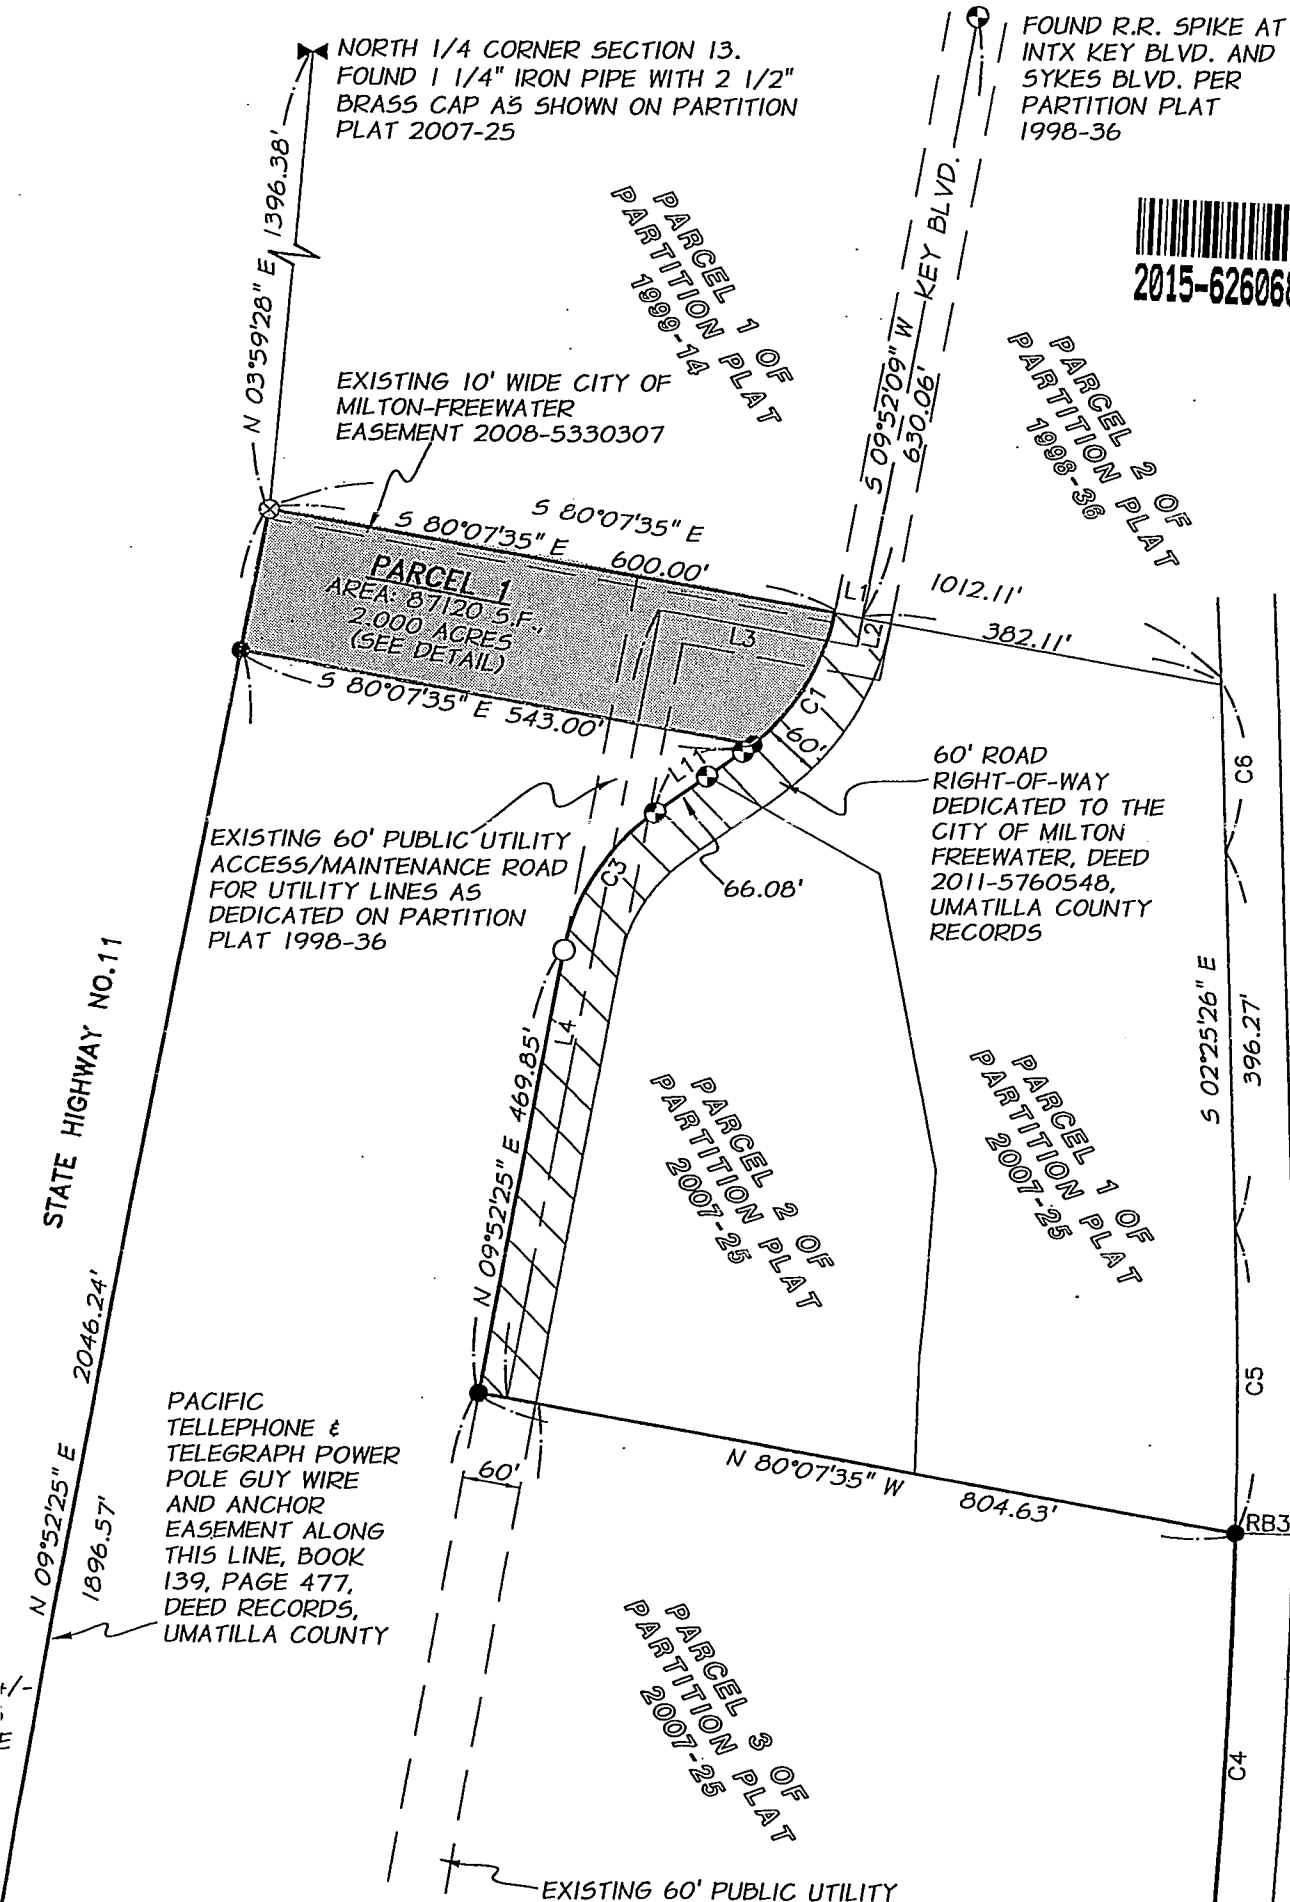 NORTH 1/4 CORNER SECTION 13.
FOUND 1 1/4" IRON PIPE WITH 2 1/2"
BRASS CAP AS SHOWN ON PARTITION
PLAT 2007-25
FOUND R.R. SPIKE AT
INTX KEY BLVD. AND
SYKES BLVD. PER
PARTITION PLAT
1998-36
N 03°59'28" E 1396.38'
PARCEL 1 OF
PARTITION PLAT
1999-14
S 09°52'09" W KEY BLVD.
630.06'
2015-626068
PARCEL 2 OF
PARTITION PLAT
1998-36
EXISTING 10' WIDE CITY OF
MILTON-FREEWATER
EASEMENT 2008-5330307
S 80°07'35" E
S 80°07'35" E
600.00'
PARCEL 1
AREA: 87120 S.F.,
2.000 ACRES
(SEE DETAIL)
L1
L2
L3
1012.11'
382.11'
S 80°07'35" E 543.00'
C1
60'
L11
C6
60' ROAD
RIGHT-OF-WAY
DEDICATED TO THE
CITY OF MILTON
FREEWATER, DEED
2011-5760548,
UMATILLA COUNTY
RECORDS
EXISTING 60' PUBLIC UTILITY
ACCESS/MAINTENANCE ROAD
FOR UTILITY LINES AS
DEDICATED ON PARTITION
PLAT 1998-36
C3
66.08'
STATE HIGHWAY NO.11
L4
N 09°52'25" E 469.85'
S 02°25'26" E
396.27'
PARCEL 2 OF
PARTITION PLAT
2007-25
PARCEL 1 OF
PARTITION PLAT
2007-25
N 09°52'25" E 2046.24'
1896.57'
PACIFIC
TELLEPHONE &
TELEGRAPH POWER
POLE GUY WIRE
AND ANCHOR
EASEMENT ALONG
THIS LINE, BOOK
139, PAGE 477,
DEED RECORDS,
UMATILLA COUNTY
60'
C5
N 80°07'35" W 804.63'
RB3
PARCEL 3 OF
PARTITION PLAT
2007-25
+/-
C4
EXISTING 60' PUBLIC UTILITY